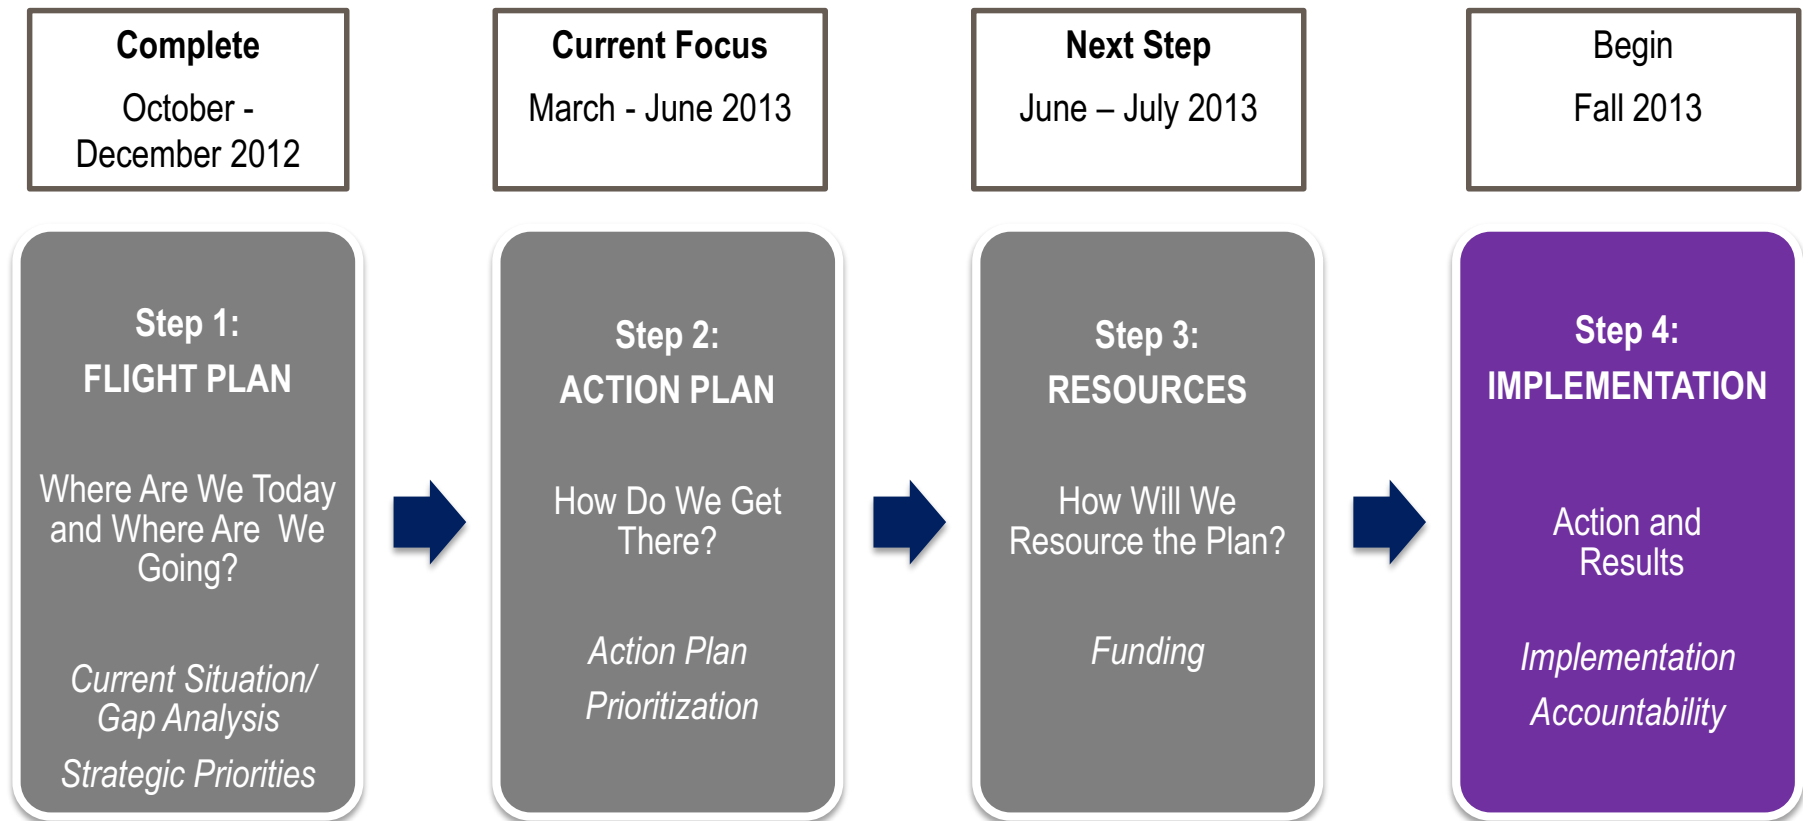 Complete
October -
December 2012
Current Focus
March - June 2013
Next Step
June – July 2013
Begin
Fall 2013
Step 1:
FLIGHT PLAN
Where Are We Today
and Where Are  We
Going?
Current Situation/
Gap Analysis
Strategic Priorities
Step 2:
ACTION PLAN
How Do We Get
There?
Action Plan
Prioritization
Step 3:
RESOURCES
How Will We
Resource the Plan?
Funding
Step 4:
IMPLEMENTATION
Action and
Results
Implementation
Accountability